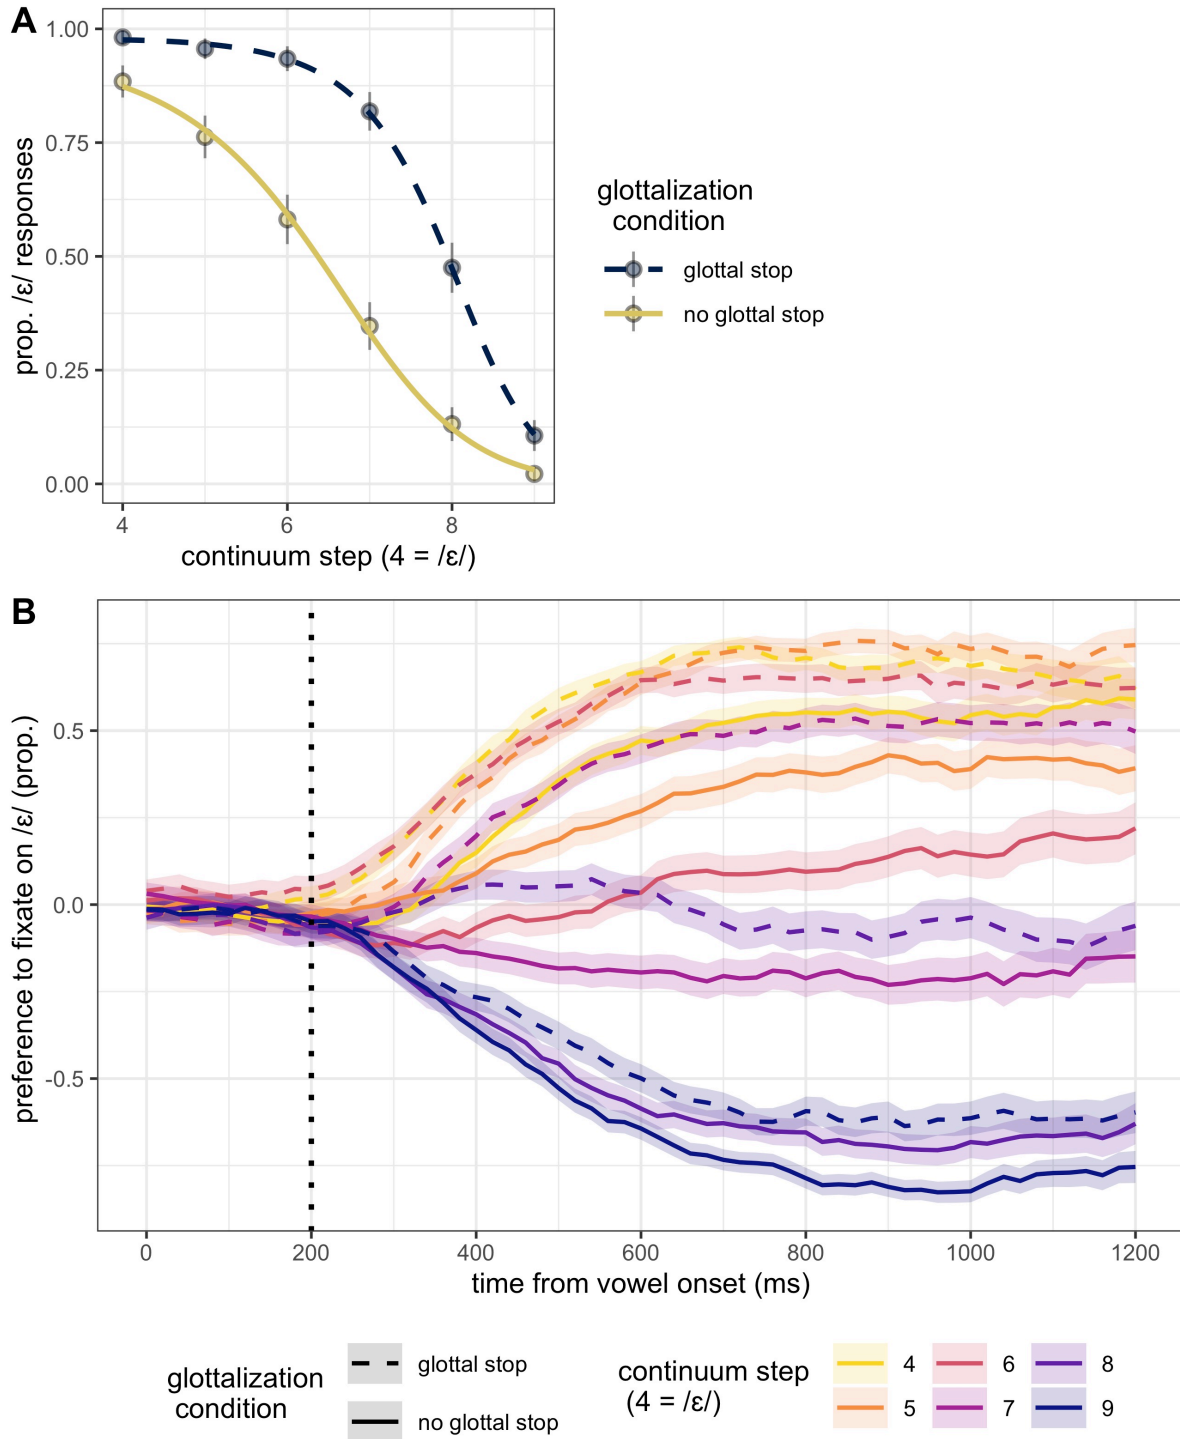 A
1.00
0.75
0.50
0.25
0.00
prop. /ɛ/ responses
4
6
8
continuum step (4 = /ɛ/)
glottalization
condition
glottal stop
no glottal stop
B
0.5
0.0
-0.5
preference to fixate on /ɛ/ (prop.)
0
200
400
600
800
1000
1200
time from vowel onset (ms)
glottalization
condition
glottal stop
no glottal stop
continuum step
(4 = /ɛ/)
4
6
8
5
7
9